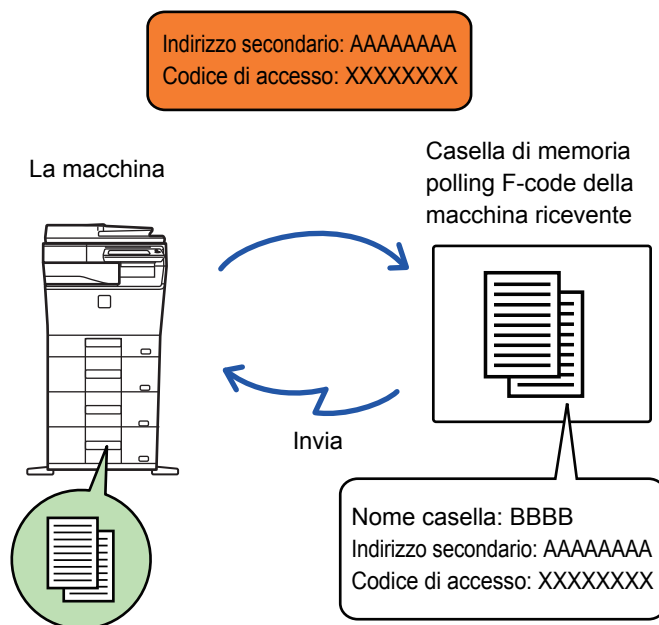 Indirizzo secondario: AAAAAAAA
Codice di accesso: XXXXXXXX
La macchina
Casella di memoria
polling F-code della
macchina ricevente
Invia
Nome casella: BBBB
Indirizzo secondario: AAAAAAAA
Codice di accesso: XXXXXXXX